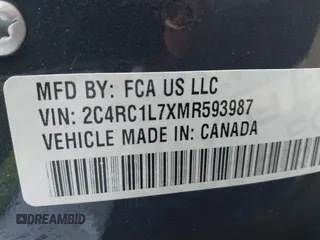 MFD BY: FCA US LLC
VIN: 2C4RC1L7XMR593987
VEHICLE MADE IN: CANADA
DREAMBID